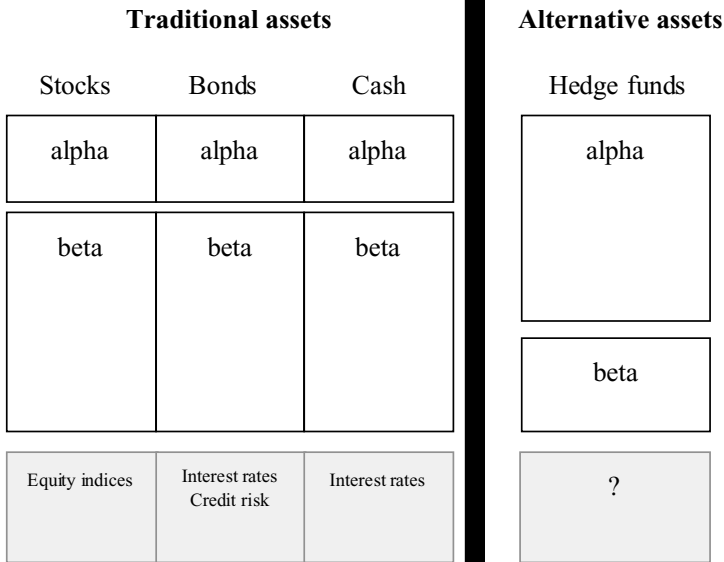 Traditional assets
Alternative assets
Stocks
Bonds
Cash
Hedge funds
alpha
alpha
alpha
alpha
beta
beta
beta
beta
Equity indices
Interest rates
Credit risk
Interest rates
?